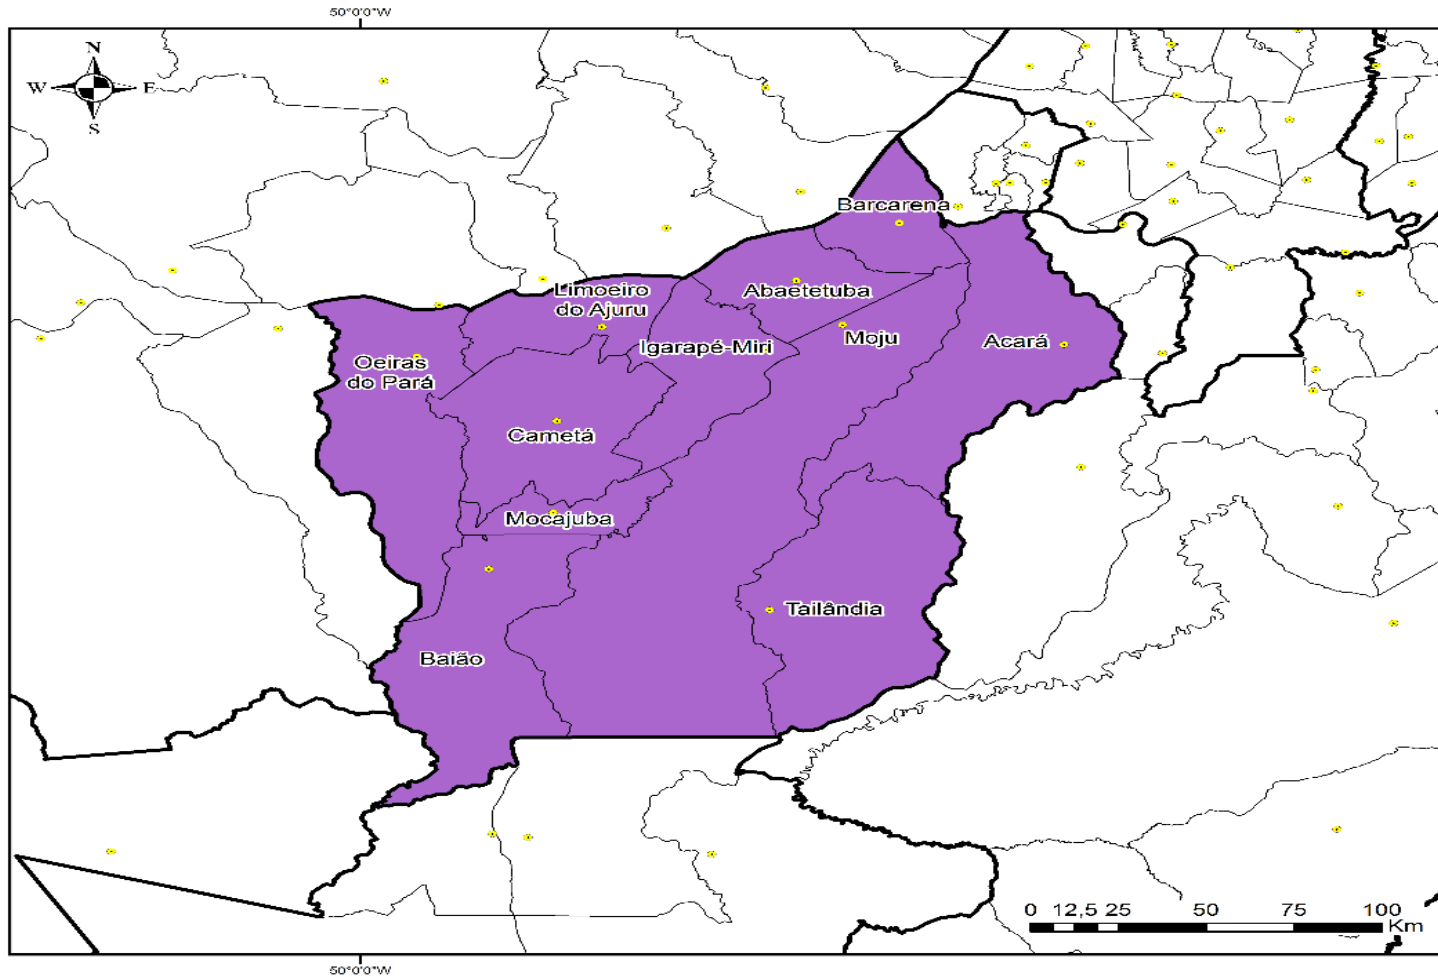 50°0'0"W
N
W
E
S
Barcarena
Limoeiro
do Ajuru
Abaetetuba
Igarapé-Miri
Moju
Acará
Oeiras
do Pará
Cametá
Mocajuba
Tailândia
Baião
0 12,5 25 50 75 100
Km
50°0'0"W